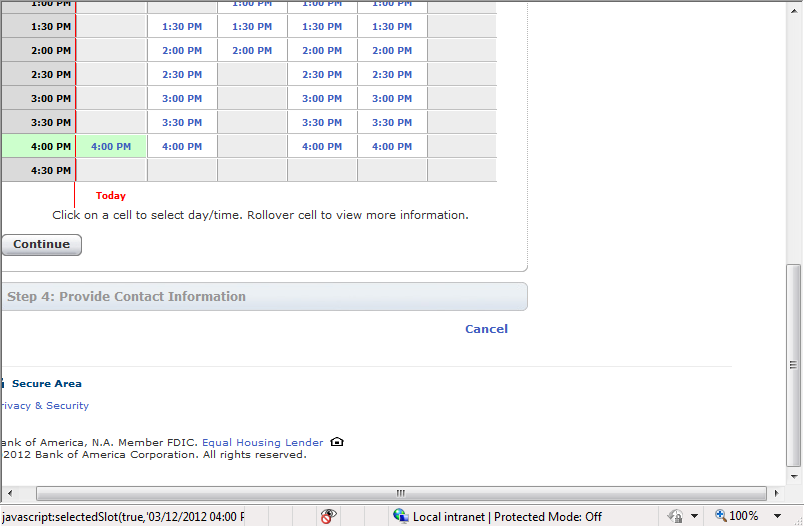 1:00 PM 1:00 PM 1:00 PM 1:00 PM
1:30 PM 1:30 PM 1:30 PM 1:30 PM 1:30 PM
2:00 PM 2:00 PM 2:00 PM 2:00 PM 2:00 PM
2:30 PM 2:30 PM 2:30 PM 2:30 PM
3:00 PM 3:00 PM 3:00 PM 3:00 PM
3:30 PM 3:30 PM 3:30 PM 3:30 PM
4:00 PM 4:00 PM 4:00 PM 4:00 PM 4:00 PM
4:30 PM
Today
Click on a cell to select day/time. Rollover cell to view more information.
Continue
Step 4: Provide Contact Information
Cancel
Secure Area
rivacy & Security
ank of America, N.A. Member FDIC. Equal Housing Lender
2012 Bank of America Corporation. All rights reserved.
javascript:selectedSlot(true,'03/12/2012 04:00 P Local intranet | Protected Mode: Off 100%